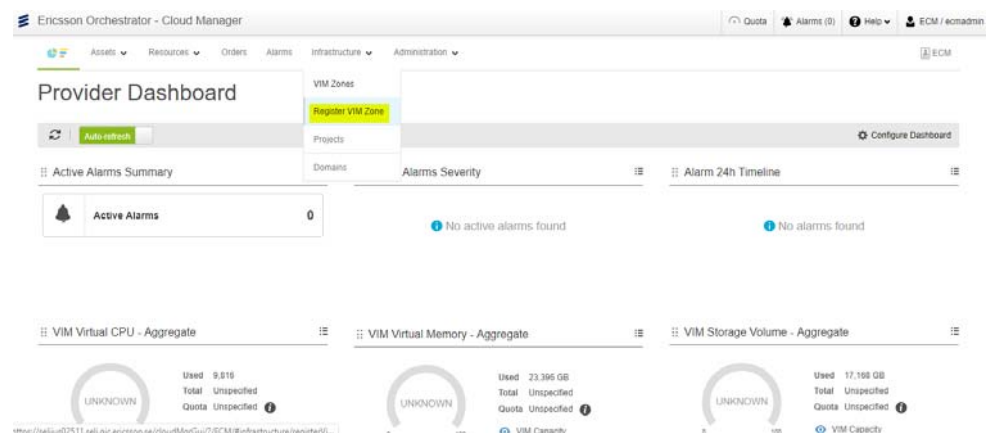 Ericsson Orchestrator - Cloud Manager
Quota Alarms (0) Help ECM / ecmadmin
Assets Resources Orders Alarms Infrastructure Administration ECM
VIM Zones
Provider Dashboard
Register VIM Zone
Auto-refresh Projects Configure Dashboard
Domains
Active Alarms Summary Alarms Severity Alarm 24h Timeline
Active Alarms 0
No active alarms found No alarms found
VIM Virtual CPU - Aggregate VIM Virtual Memory - Aggregate VIM Storage Volume - Aggregate
Used 9,816 Used 23,395 GB Used 17,168 GB
Total Unspecified Total Unspecified Total Unspecified
UNKNOWN Quota Unspecified UNKNOWN Quota Unspecified UNKNOWN Quota Unspecified
0 100 VIM Capacity 0 100 VIM Capacity